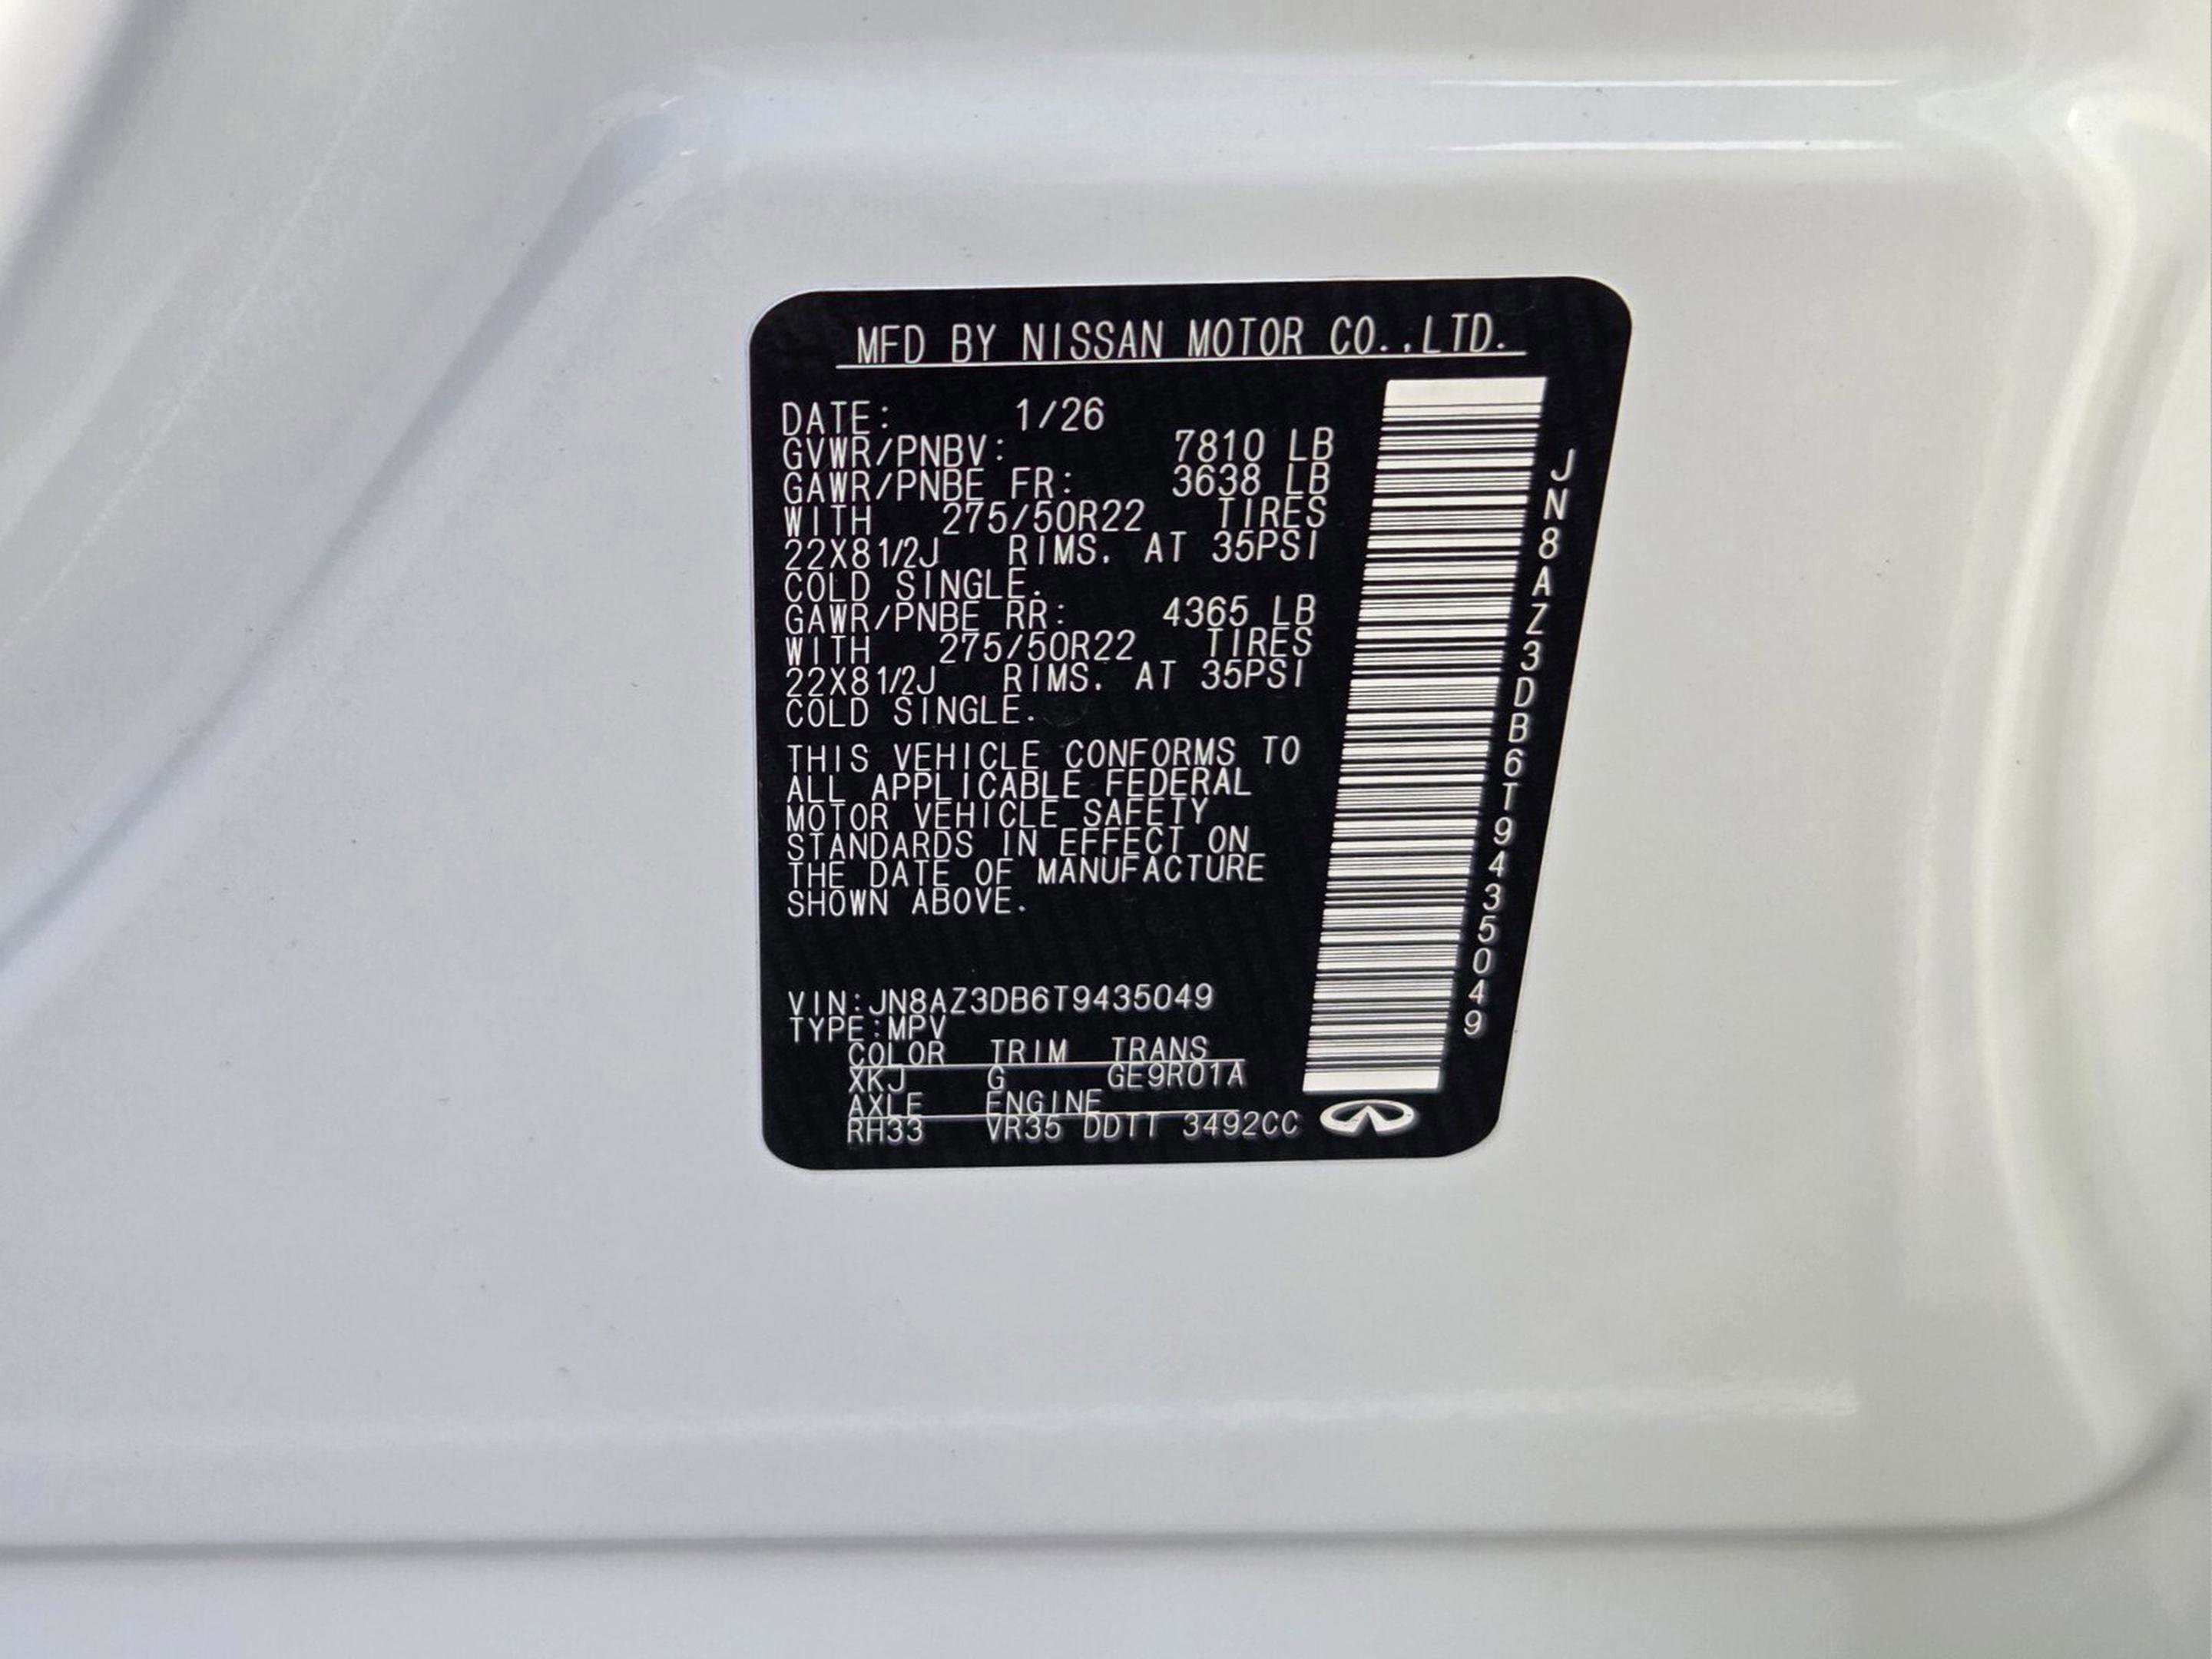 MFD BY NISSAN MOTOR CO.,LTD.
DATE: 1/26
GVWR/PNBV: 7810 LB
GAWR/PNBE FR: 3638 LB
WITH 275/50R22 TIRES
22X8 1/2J RIMS. AT 35PSI
COLD SINGLE.
GAWR/PNBE RR: 4365 LB
WITH 275/50R22 TIRES
22X8 1/2J RIMS. AT 35PSI
COLD SINGLE.
THIS VEHICLE CONFORMS TO
ALL APPLICABLE FEDERAL
MOTOR VEHICLE SAFETY
STANDARDS IN EFFECT ON
THE DATE OF MANUFACTURE
SHOWN ABOVE.
VIN:JN8AZ3DB6T9435049
TYPE:MPV
COLOR TRIM TRANS
XKJ G GE9R01A
AXLE ENGINE
RH33 VR35 DDTT 3492CC
JN8AZ3DB6T9435049